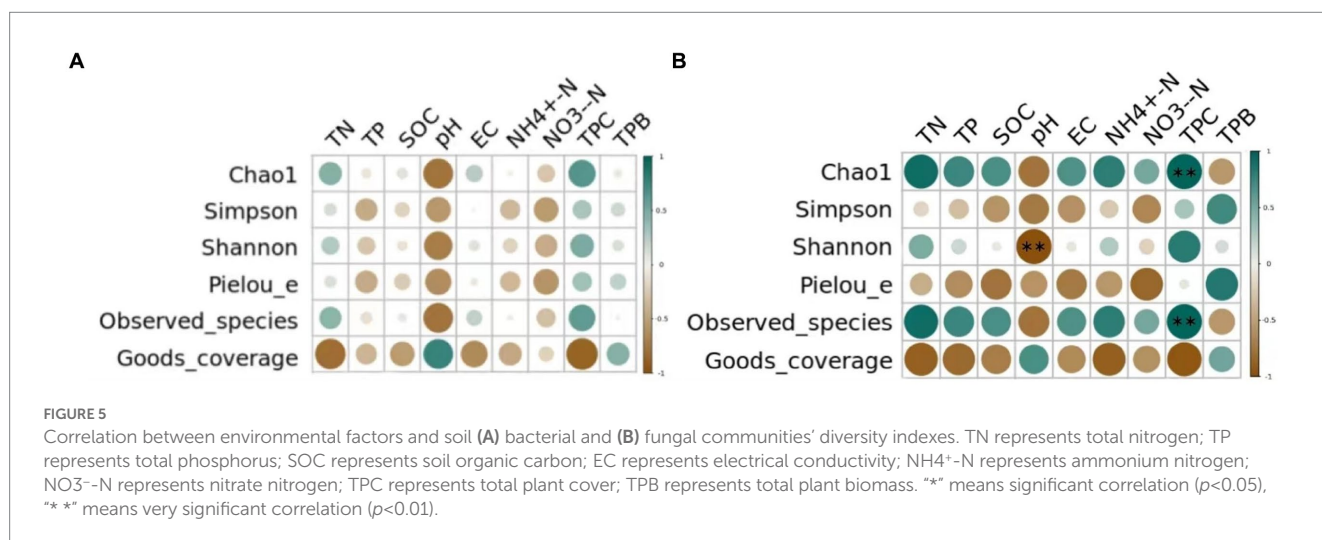 A
B
TN TP SOC pH EC NH4+-N NO3--N TPC TPB
Chao1
Simpson
Shannon
Pielou_e
Observed_species
Goods_coverage
1
0.5
0
-0.5
-1
TN TP SOC pH EC NH4+-N NO3--N TPC TPB
Chao1 **
Simpson
Shannon **
Pielou_e
Observed_species **
Goods_coverage
1
0.5
0
-0.5
-1
FIGURE 5
Correlation between environmental factors and soil (A) bacterial and (B) fungal communities’ diversity indexes. TN represents total nitrogen; TP
represents total phosphorus; SOC represents soil organic carbon; EC represents electrical conductivity; NH4⁺-N represents ammonium nitrogen;
NO3⁻-N represents nitrate nitrogen; TPC represents total plant cover; TPB represents total plant biomass. “*” means significant correlation (p<0.05),
“* *” means very significant correlation (p<0.01).